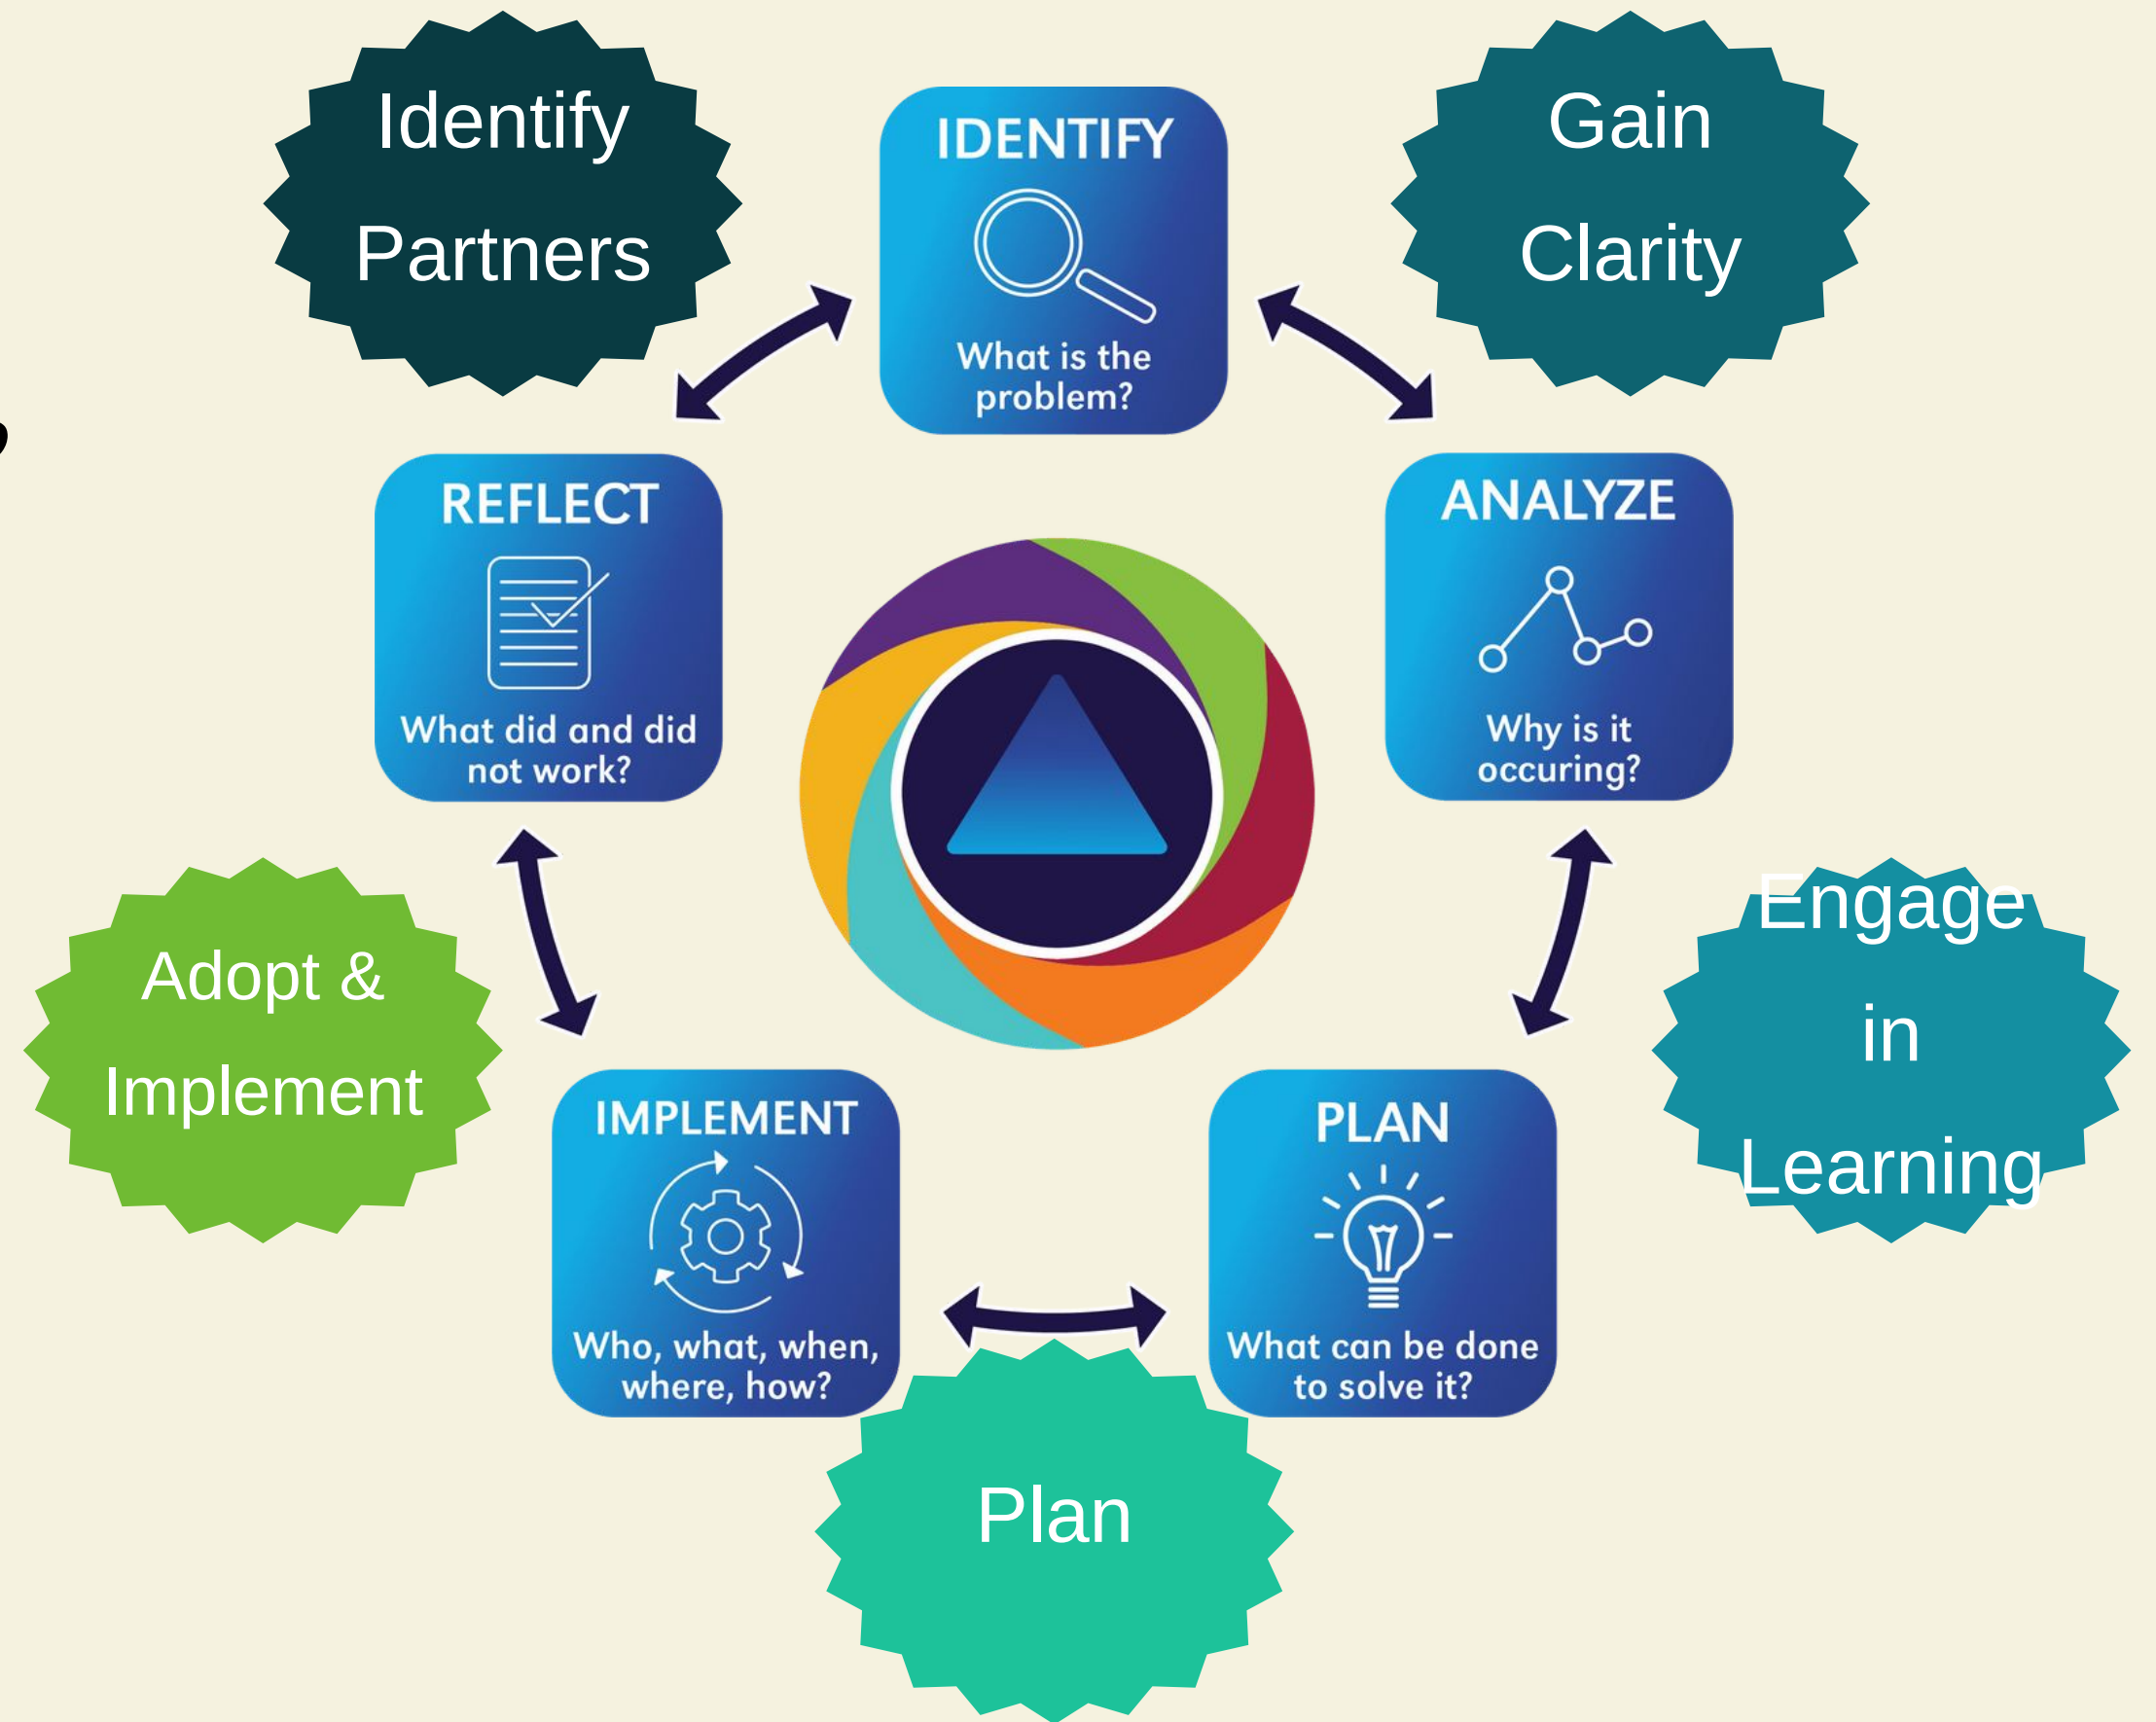 Identify
Partners
IDENTIFY
What is the
problem?
Gain
Clarity
REFLECT
What did and did
not work?
ANALYZE
Why is it
occuring?
Adopt &
Implement
Engage
in
Learning
IMPLEMENT
Who, what, when,
where, how?
PLAN
What can be done
to solve it?
Plan